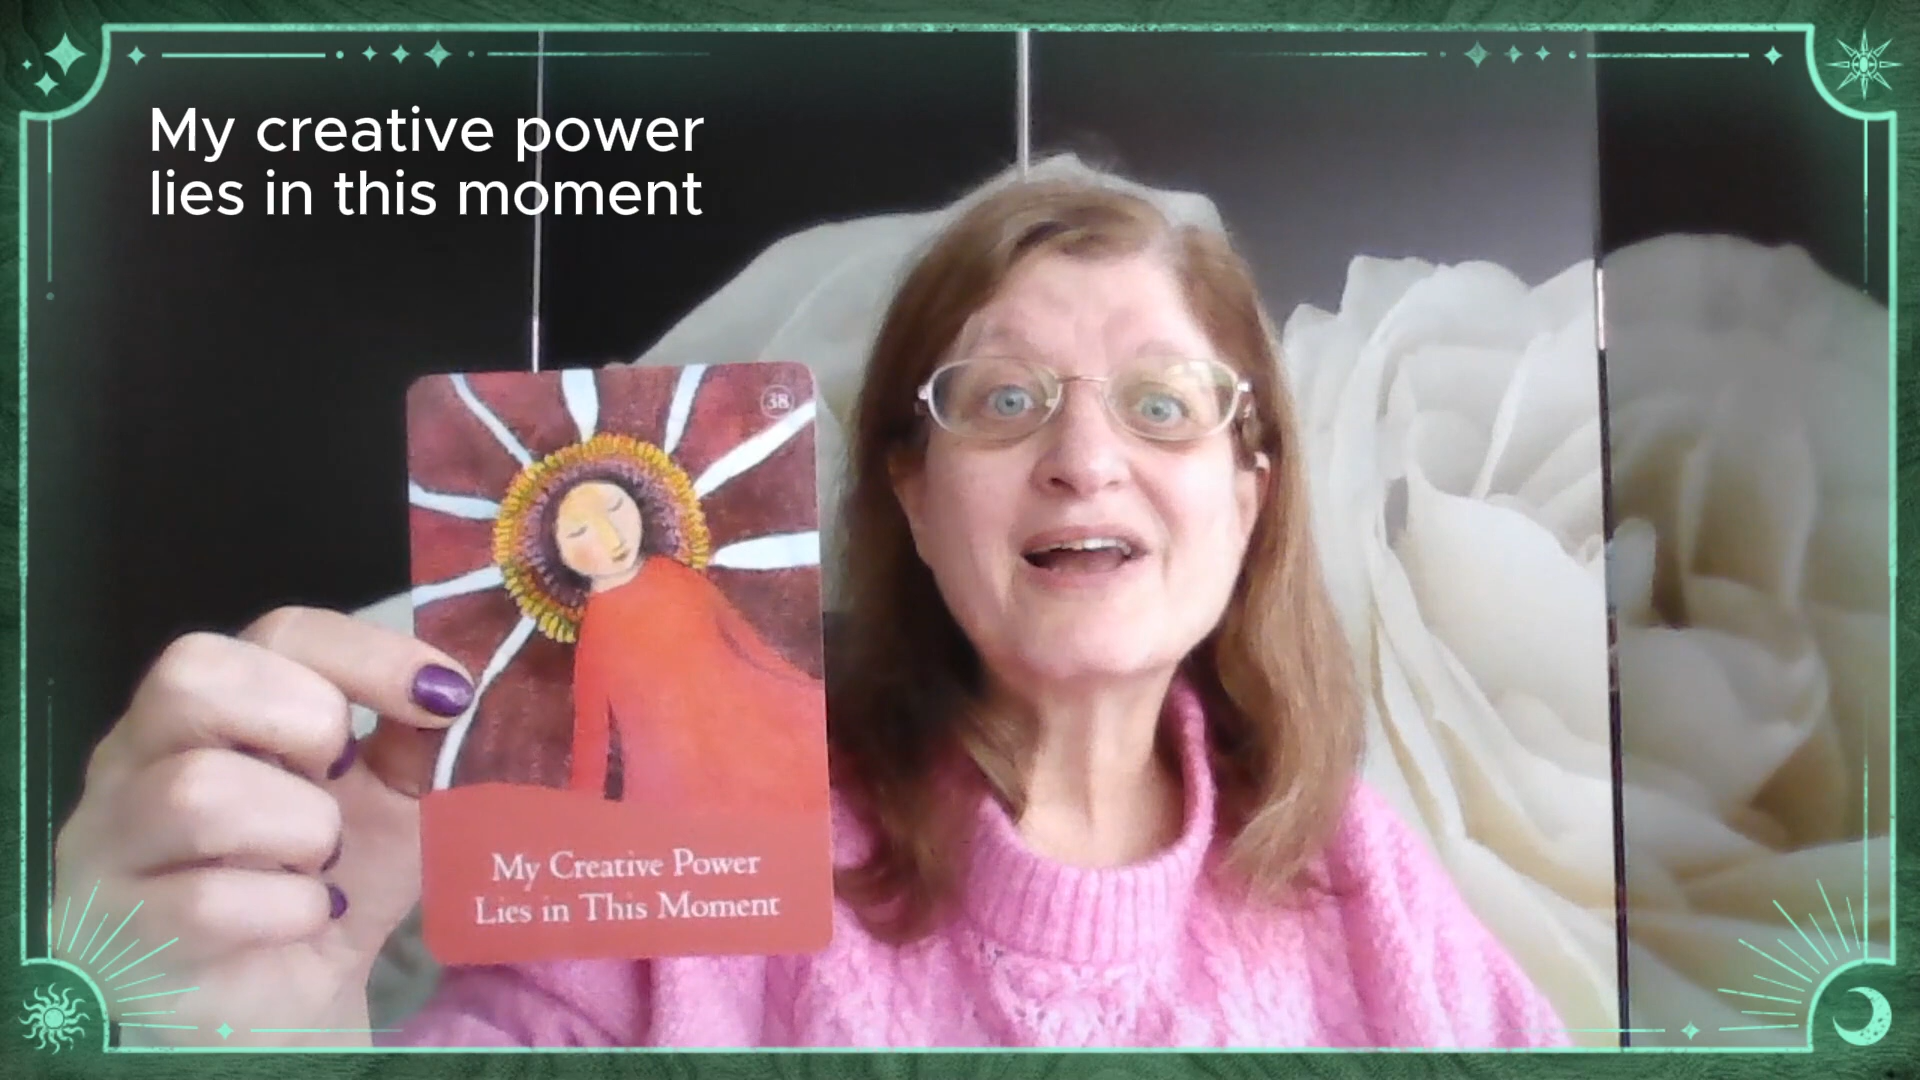 My creative power
lies in this moment
38
My Creative Power
Lies in This Moment